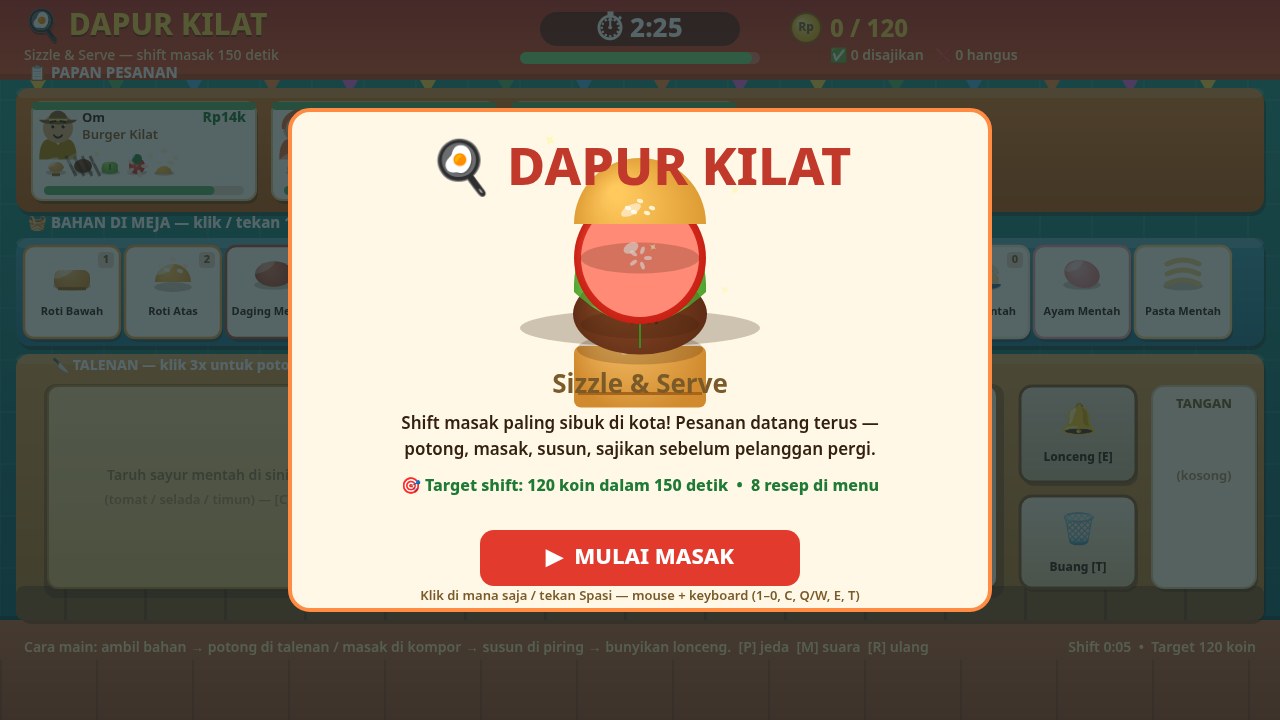 DAPUR KILAT
Sizzle & Serve — shift masak 150 detik
2:25
Rp
0 / 120
0 disajikan
0 hangus
PAPAN PESANAN
Om
Rp14k
Burger Kilat
BAHAN DI MEJA — klik / tekan
1
Roti Bawah
2
Roti Atas
0
Ayam Mentah
Pasta Mentah
TALENAN — klik 3x untuk
Taruh sayur mentah di
(tomat / selada / timun) —
Lonceng [E]
Buang [T]
TANGAN
(kosong)
DAPUR KILAT
Sizzle & Serve
Shift masak paling sibuk di kota! Pesanan datang terus —
potong, masak, susun, sajikan sebelum pelanggan pergi.
Target shift: 120 koin dalam 150 detik • 8 resep di menu
▶ MULAI MASAK
Klik di mana saja / tekan Spasi — mouse + keyboard (1–0, C, Q/W, E, T)
Cara main: ambil bahan → potong di talenan / masak di kompor → susun di piring → bunyikan lonceng. [P] jeda [M] suara [R] ulang
Shift 0:05 • Target 120 koin